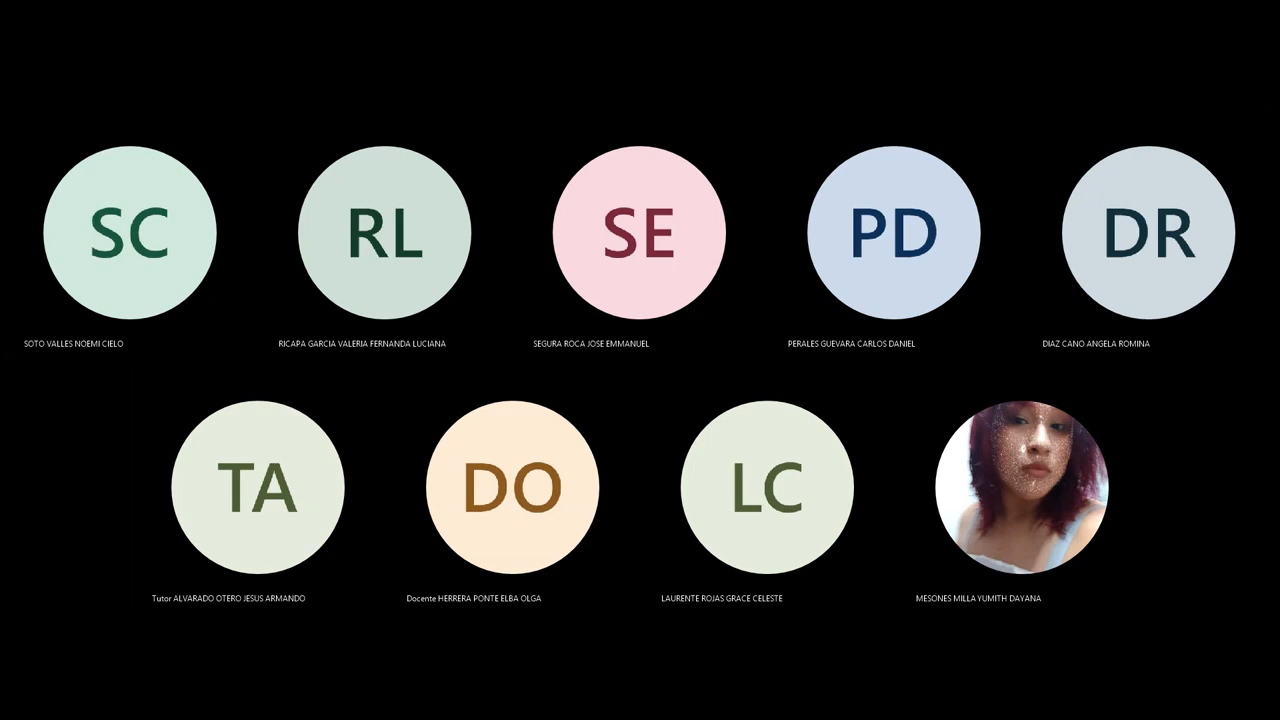 SC
RL
SE
PD
DR
SOTO VALLES NOEMI CIELO
RICAPA GARCIA VALERIA FERNANDA LUCIANA
SEGURA ROCA JOSE EMMANUEL
PERALES GUEVARA CARLOS DANIEL
DIAZ CANO ANGELA ROMINA
TA
DO
LC
Tutor ALVARADO OTERO JESUS ARMANDO
Docente HERRERA PONTE ELBA OLGA
LAURENTE ROJAS GRACE CELESTE
MESONES MILLA YUMITH DAYANA